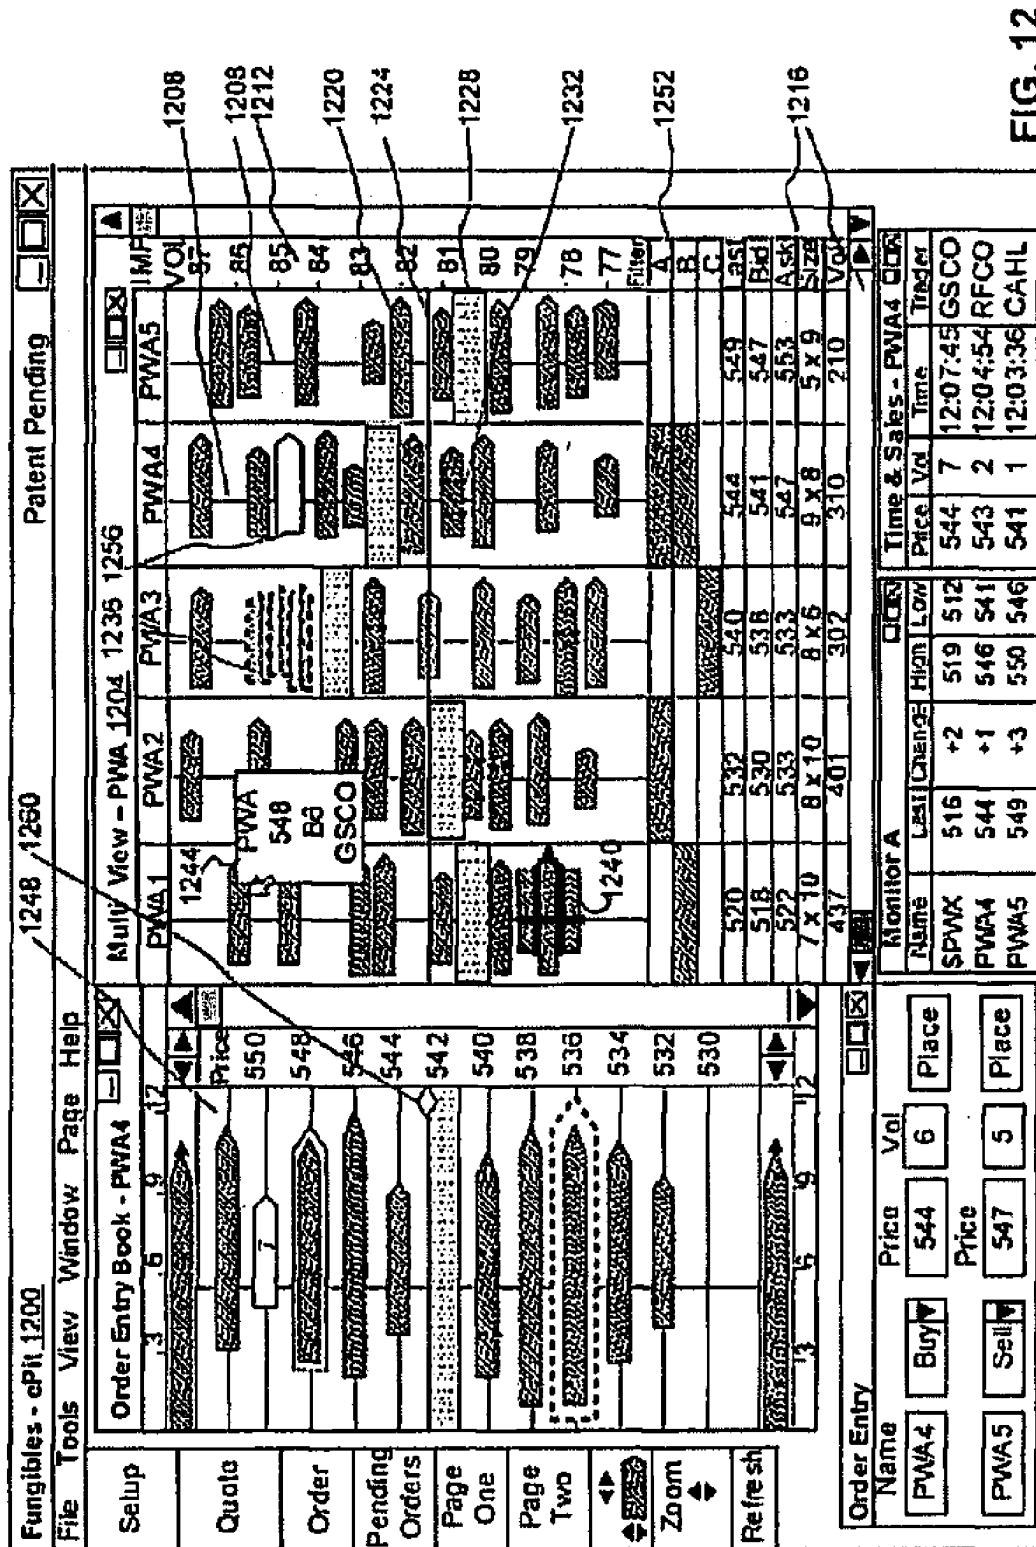 Fungibles - ePit 1200
Patent Pending
File Tools View Window Page Help
Setup
Quote
Order
Pending
Orders
Page
One
Page
Two
Zoom
Refresh
Order Entry Book - PWA4
3 6 9 12
Price
550
548
546
544
542
540
538
536
534
532
530
7
3 9 12
1248
1260
Multi View - PWA 1204
1236
1256
PWA1 PWA2 PWA3 PWA4 PWA5
IMP
VOL
87
86
85
84
83
82
81
80
79
78
77
Filter
A
B
C
1244
PWA
548
GSCO
1240
520 532 540 544 549 Last
518 530 538 541 547 Bid
522 533 533 547 553 Ask
7 x 10 8 x 10 8 x 6 9 x 8 5 x 9 Size
437 401 302 310 210 Vol
1208
1208
1212
1220
1224
1228
1232
1252
1216
Order Entry
Name Price Vol
PWA4 Buy 544 6 Place
Price
PWA5 Sell 547 5 Place
Monitor A
Name Last Change High Low
SPWX 516 +2 519 512
PWA4 544 +1 546 541
PWA5 549 +3 550 546
Time & Sales - PWA4
Price Vol Time Trader
544 7 12:07:45 GSCO
543 2 12:04:54 RFCO
541 1 12:03:36 CAHL
FIG. 12